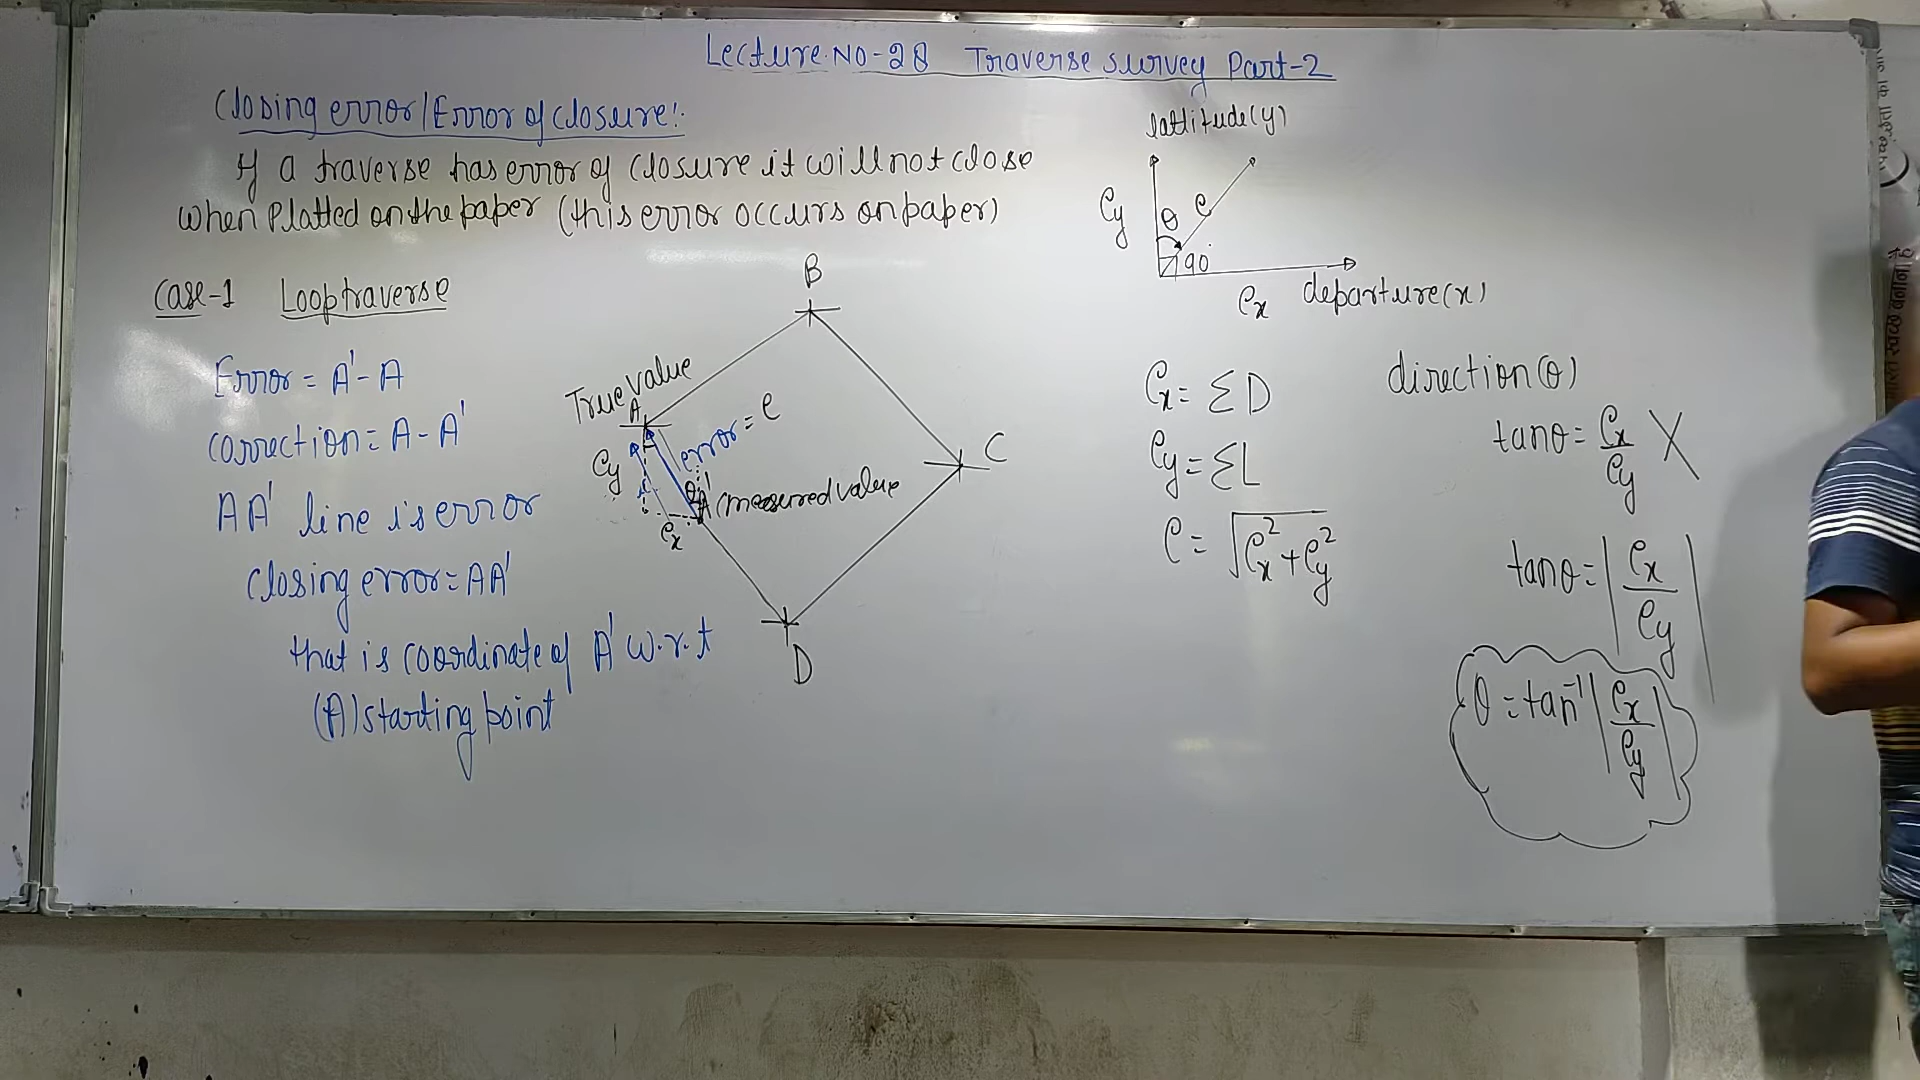 Lecture.No-28 Traverse survey Part-2
Closing error/Error of closure:
If a traverse has error of closure it will not close
when Platted on the paper (this error occurs on paper)
Case-1 Loop traverse
Error = A' - A
correction = A - A'
AA' line is error
closing error = AA'
that is coordinate of A' w.r.t
(A) starting point
B
True value
A
error = e
ey
θ
A' (measured value
ex
C
D
lattitude(y)
ey
θ
e
90
ex departure(x)
ex = ΣD
ey = ΣL
e = √ex²+ey²
direction(θ)
tanθ = ex/ey X
tanθ = |ex/ey|
θ = tan⁻¹|ex/ey|
स्वच्छ बनाना है